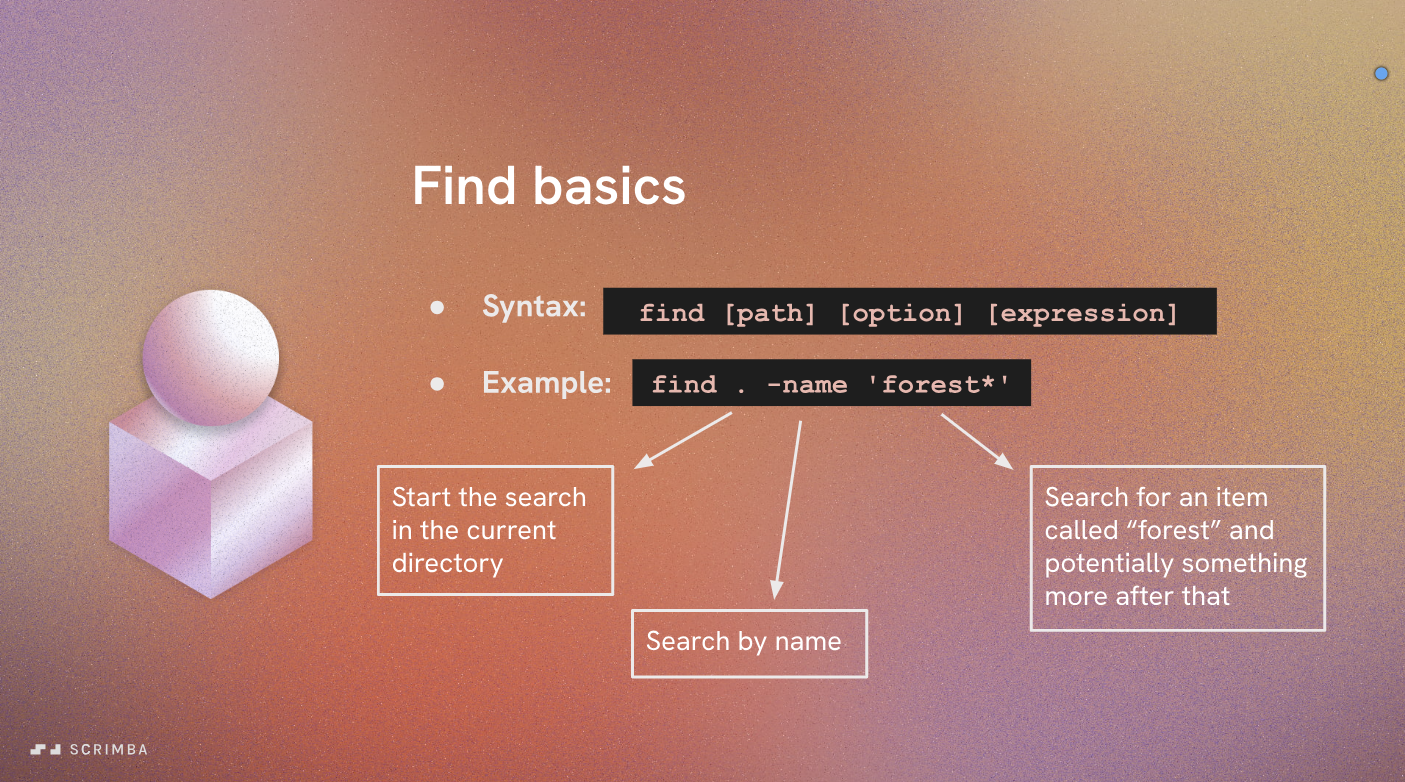 Find basics
● Syntax: find [path] [option] [expression]
● Example: find . -name 'forest*'
Start the search
in the current
directory
Search by name
Search for an item
called “forest” and
potentially something
more after that
SCRIMBA